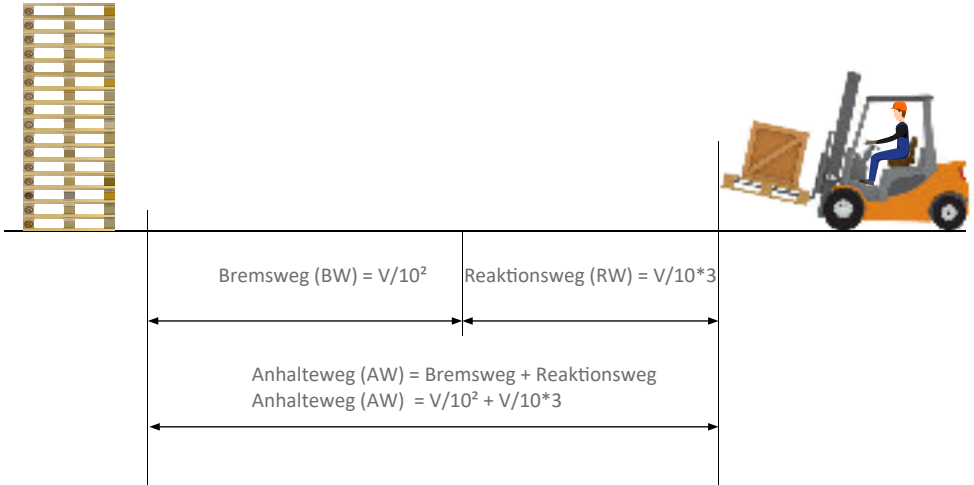 Bremsweg (BW) = V/10²
Reaktionsweg (RW) = V/10*3
Anhalteweg (AW) = Bremsweg + Reaktionsweg
Anhalteweg (AW)  = V/10² + V/10*3